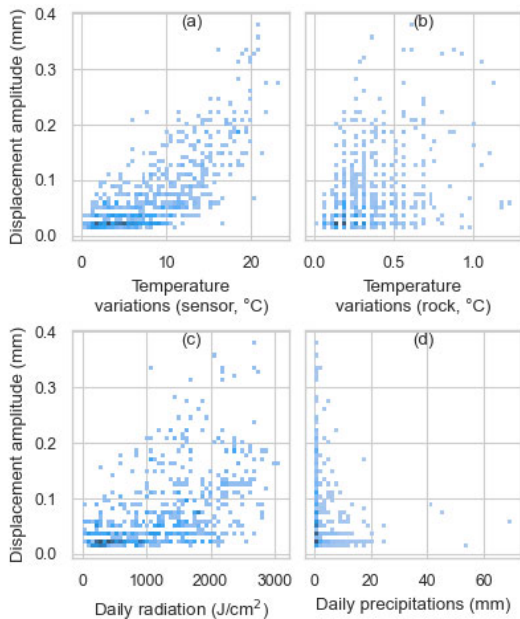 (a) (b)
Displacement amplitude (mm)
0.4
0.3
0.2
0.1
0.0
0 10 20
0.0 0.5 1.0
Temperature
variations (sensor, °C)
Temperature
variations (rock, °C)
(c) (d)
Displacement amplitude (mm)
0.4
0.3
0.2
0.1
0.0
0 1000 2000 3000
0 20 40 60
Daily radiation (J/cm²)
Daily precipitations (mm)